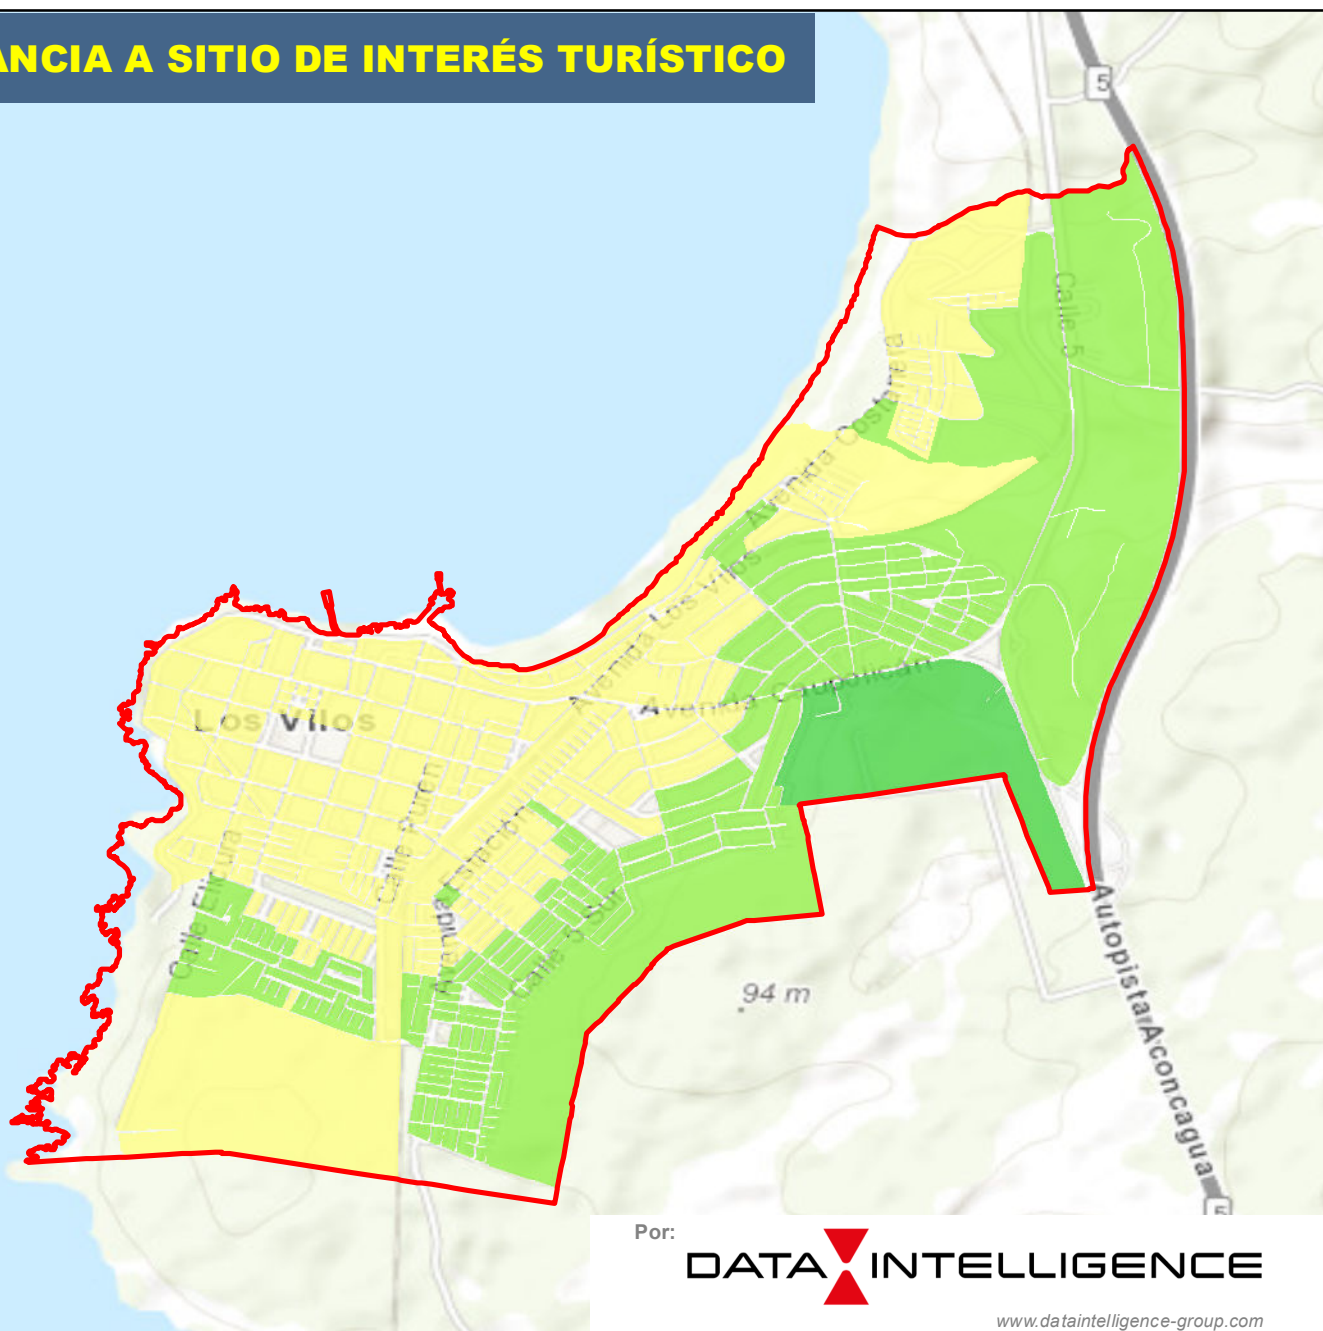 ANCIA A SITIO DE INTERÉS TURÍSTICO
5
Calle 5
Avenida Costanera
Avenida Los Vilos
Avenida Caupolicán
Los Vilos
Calle Purén
Estación
Calle Elicura
Calle 5 Sur
94 m
Autopista Aconcagua
5
Por:
DATA INTELLIGENCE
www.dataintelligence-group.com